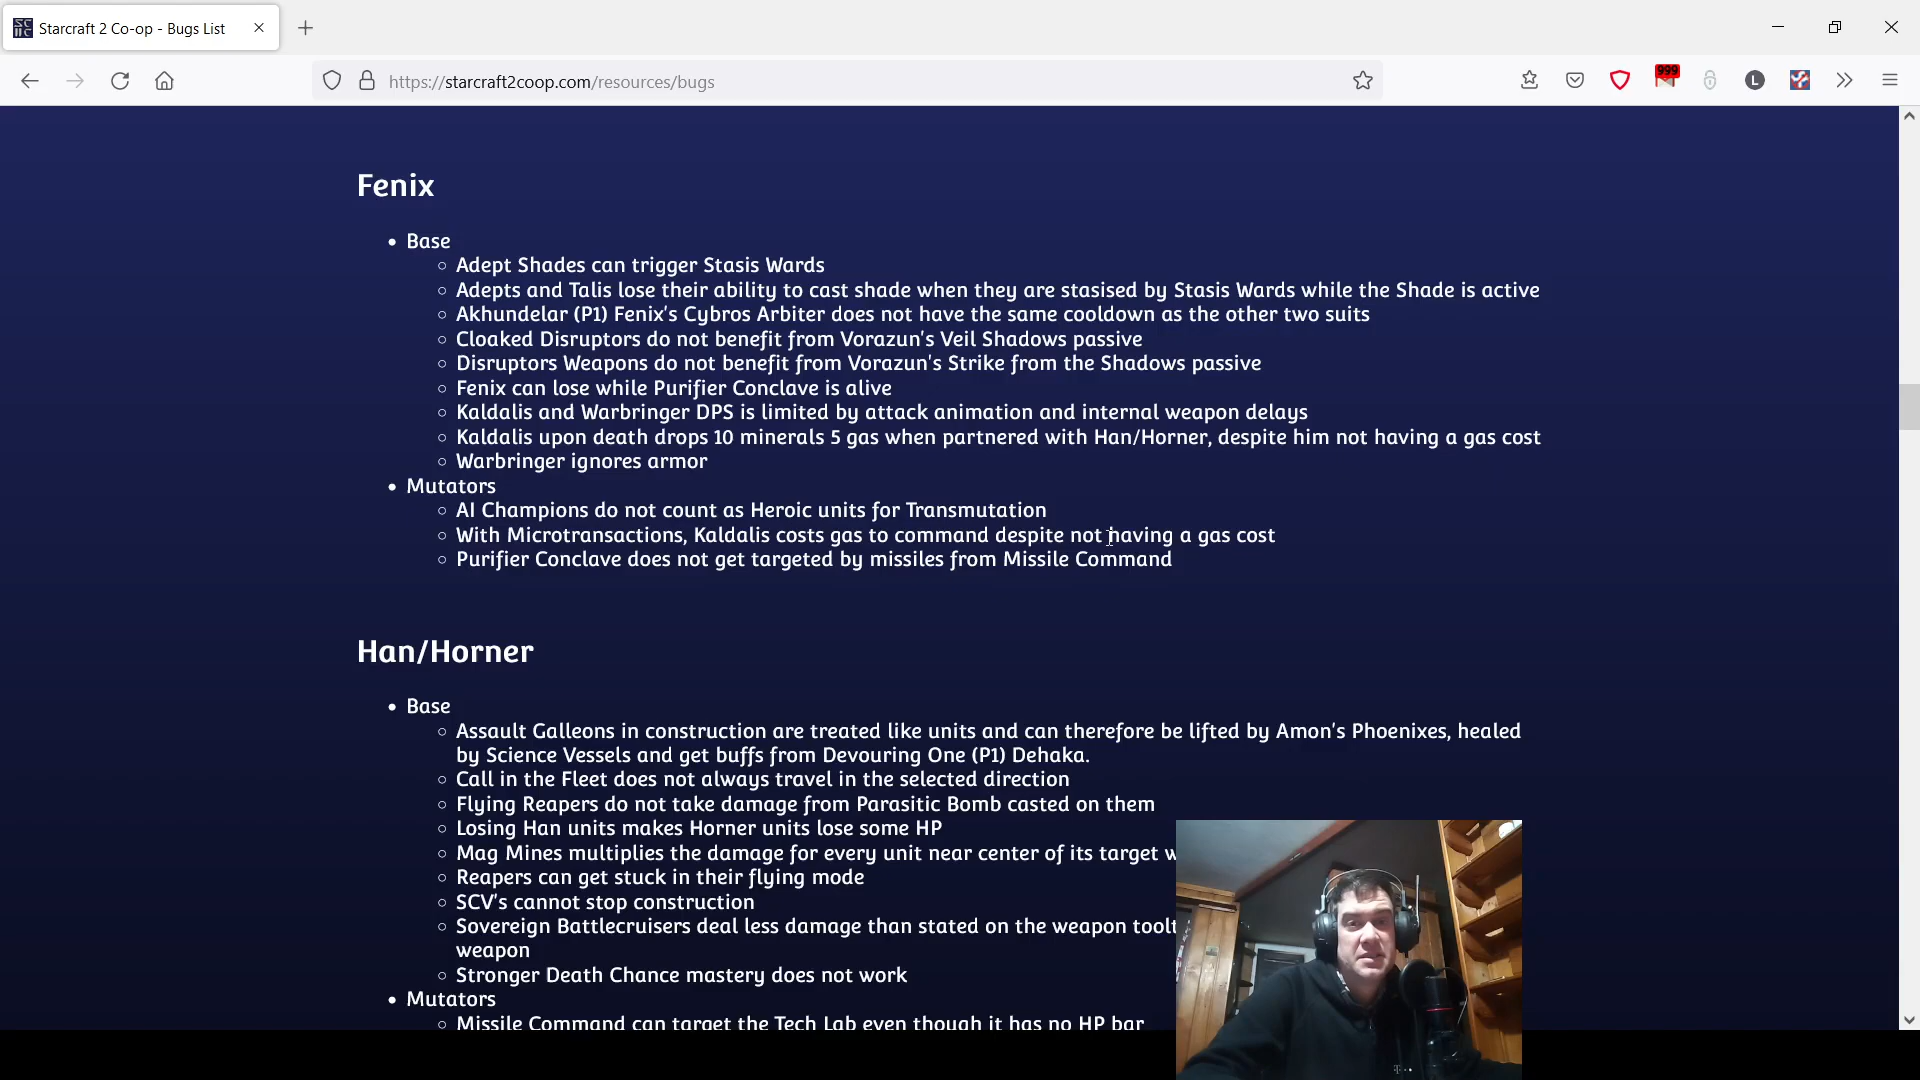 Starcraft 2 Co-op - Bugs List
https://starcraft2coop.com/resources/bugs
999
L
Fenix
Base
Adept Shades can trigger Stasis Wards
Adepts and Talis lose their ability to cast shade when they are stasised by Stasis Wards while the Shade is active
Akhundelar (P1) Fenix's Cybros Arbiter does not have the same cooldown as the other two suits
Cloaked Disruptors do not benefit from Vorazun's Veil Shadows passive
Disruptors Weapons do not benefit from Vorazun's Strike from the Shadows passive
Fenix can lose while Purifier Conclave is alive
Kaldalis and Warbringer DPS is limited by attack animation and internal weapon delays
Kaldalis upon death drops 10 minerals 5 gas when partnered with Han/Horner, despite him not having a gas cost
Warbringer ignores armor
Mutators
AI Champions do not count as Heroic units for Transmutation
With Microtransactions, Kaldalis costs gas to command despite not having a gas cost
Purifier Conclave does not get targeted by missiles from Missile Command
Han/Horner
Base
Assault Galleons in construction are treated like units and can therefore be lifted by Amon's Phoenixes, healed
by Science Vessels and get buffs from Devouring One (P1) Dehaka.
Call in the Fleet does not always travel in the selected direction
Flying Reapers do not take damage from Parasitic Bomb casted on them
Losing Han units makes Horner units lose some HP
Mag Mines multiplies the damage for every unit near center of its target
Reapers can get stuck in their flying mode
SCV's cannot stop construction
Sovereign Battlecruisers deal less damage than stated on the weapon toolt
weapon
Stronger Death Chance mastery does not work
Mutators
Missile Command can target the Tech Lab even though it has no HP bar